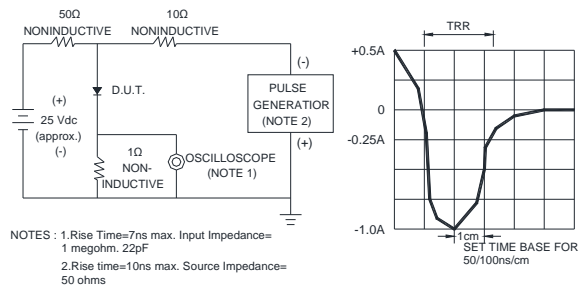 50Ω
NONINDUCTIVE
10Ω
NONINDUCTIVE
D.U.T.
(+)
25 Vdc
(approx.)
(-)
1Ω
NON-
INDUCTIVE
OSCILLOSCOPE
(NOTE 1)
(-)
PULSE
GENERATIOR
(NOTE 2)
(+)
NOTES : 1.Rise Time=7ns max. Input Impedance=
1 megohm. 22pF
2.Rise time=10ns max. Source Impedance=
50 ohms
TRR
+0.5A
0
-0.25A
-1.0A
1cm
SET TIME BASE FOR
50/100ns/cm